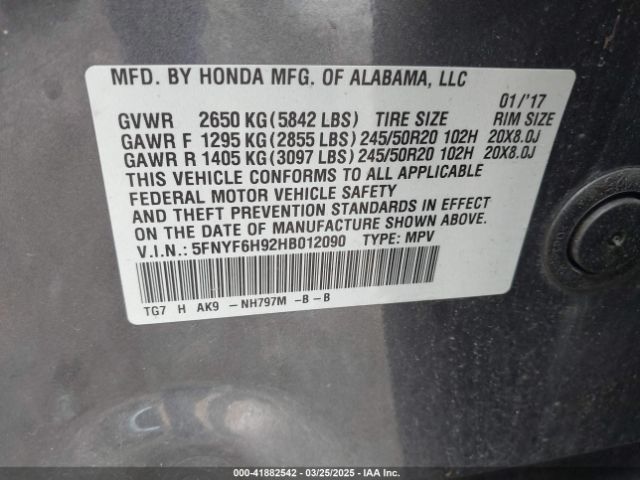 MFD. BY HONDA MFG. OF ALABAMA, LLC
01/'17
GVWR 2650 KG(5842 LBS) TIRE SIZE RIM SIZE
GAWR F 1295 KG(2855 LBS) 245/50R20 102H 20X8.0J
GAWR R 1405 KG(3097 LBS) 245/50R20 102H 20X8.0J
THIS VEHICLE CONFORMS TO ALL APPLICABLE
FEDERAL MOTOR VEHICLE SAFETY
AND THEFT PREVENTION STANDARDS IN EFFECT
ON THE DATE OF MANUFACTURE SHOWN ABOVE.
V.I.N.: 5FNYF6H92HB012090 TYPE: MPV
TG7 H AK9 -NH797M -B-B
000-41882542 - 03/25/2025 - IAA Inc.